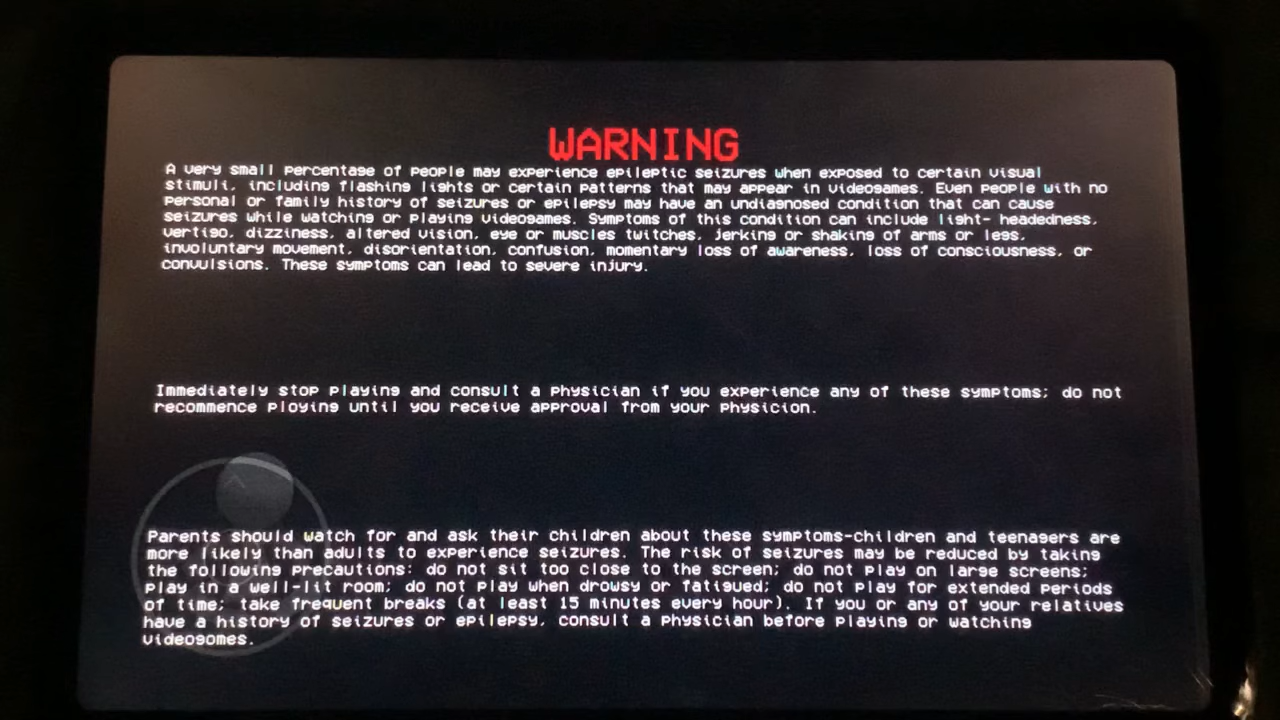 WARNING
A very small percentage of people may experience epileptic seizures when exposed to certain visual
stimuli, including flashing lights or certain patterns that may appear in videogames. Even people with no
personal or family history of seizures or epilepsy may have an undiagnosed condition that can cause
seizures while watching or playing videogames. Symptoms of this condition can include light- headedness,
vertigo, dizziness, altered vision, eye or muscles twitches, jerking or shaking of arms or legs,
involuntary movement, disorientation, confusion, momentary loss of awareness, loss of consciousness, or
convulsions. These symptoms can lead to severe injury.
Immediately stop playing and consult a physician if you experience any of these symptoms; do not
recommence playing until you receive approval from your physician.
Parents should watch for and ask their children about these symptoms-children and teenagers are
more likely than adults to experience seizures. The risk of seizures may be reduced by taking
the following precautions: do not sit too close to the screen; do not play on large screens;
play in a well-lit room; do not play when drowsy or fatigued; do not play for extended periods
of time; take frequent breaks (at least 15 minutes every hour). If you or any of your relatives
have a history of seizures or epilepsy, consult a physician before playing or watching
videogames.